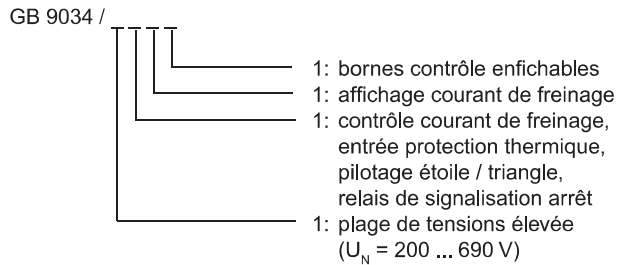 GB 9034 / _ _ _ _
1: bornes contrôle enfichables
1: affichage courant de freinage
1: contrôle courant de freinage,
entrée protection thermique,
pilotage étoile / triangle,
relais de signalisation arrêt
1: plage de tensions élevée
(U_N = 200 ... 690 V)